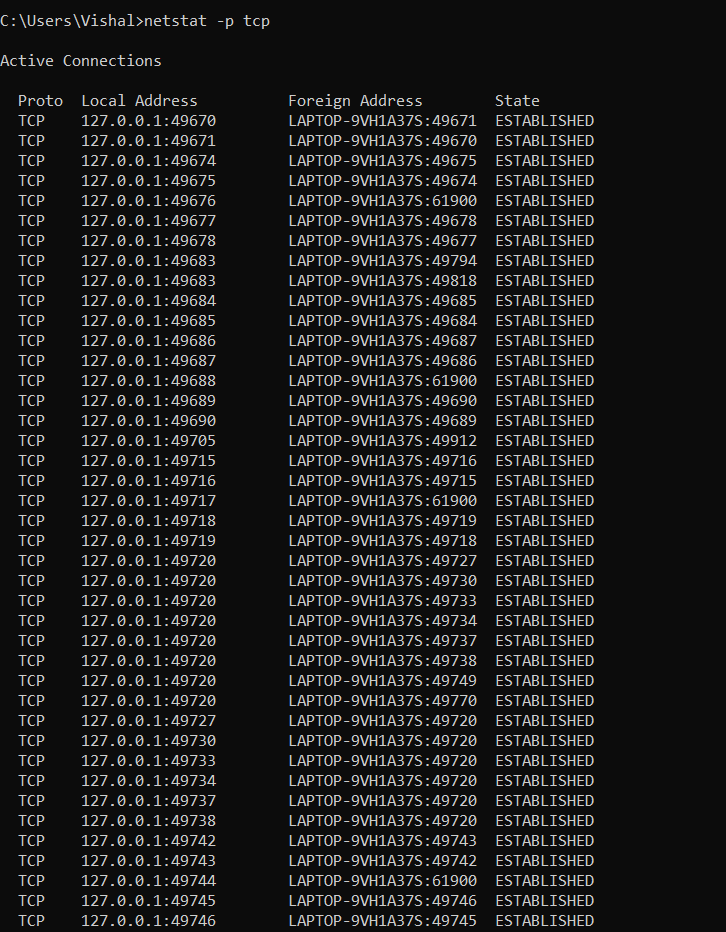 C:\Users\Vishal>netstat -p tcp
Active Connections
Proto  Local Address          Foreign Address        State
TCP    127.0.0.1:49670        LAPTOP-9VH1A37S:49671  ESTABLISHED
TCP    127.0.0.1:49671        LAPTOP-9VH1A37S:49670  ESTABLISHED
TCP    127.0.0.1:49674        LAPTOP-9VH1A37S:49675  ESTABLISHED
TCP    127.0.0.1:49675        LAPTOP-9VH1A37S:49674  ESTABLISHED
TCP    127.0.0.1:49676        LAPTOP-9VH1A37S:61900  ESTABLISHED
TCP    127.0.0.1:49677        LAPTOP-9VH1A37S:49678  ESTABLISHED
TCP    127.0.0.1:49678        LAPTOP-9VH1A37S:49677  ESTABLISHED
TCP    127.0.0.1:49683        LAPTOP-9VH1A37S:49794  ESTABLISHED
TCP    127.0.0.1:49683        LAPTOP-9VH1A37S:49818  ESTABLISHED
TCP    127.0.0.1:49684        LAPTOP-9VH1A37S:49685  ESTABLISHED
TCP    127.0.0.1:49685        LAPTOP-9VH1A37S:49684  ESTABLISHED
TCP    127.0.0.1:49686        LAPTOP-9VH1A37S:49687  ESTABLISHED
TCP    127.0.0.1:49687        LAPTOP-9VH1A37S:49686  ESTABLISHED
TCP    127.0.0.1:49688        LAPTOP-9VH1A37S:61900  ESTABLISHED
TCP    127.0.0.1:49689        LAPTOP-9VH1A37S:49690  ESTABLISHED
TCP    127.0.0.1:49690        LAPTOP-9VH1A37S:49689  ESTABLISHED
TCP    127.0.0.1:49705        LAPTOP-9VH1A37S:49912  ESTABLISHED
TCP    127.0.0.1:49715        LAPTOP-9VH1A37S:49716  ESTABLISHED
TCP    127.0.0.1:49716        LAPTOP-9VH1A37S:49715  ESTABLISHED
TCP    127.0.0.1:49717        LAPTOP-9VH1A37S:61900  ESTABLISHED
TCP    127.0.0.1:49718        LAPTOP-9VH1A37S:49719  ESTABLISHED
TCP    127.0.0.1:49719        LAPTOP-9VH1A37S:49718  ESTABLISHED
TCP    127.0.0.1:49720        LAPTOP-9VH1A37S:49727  ESTABLISHED
TCP    127.0.0.1:49720        LAPTOP-9VH1A37S:49730  ESTABLISHED
TCP    127.0.0.1:49720        LAPTOP-9VH1A37S:49733  ESTABLISHED
TCP    127.0.0.1:49720        LAPTOP-9VH1A37S:49734  ESTABLISHED
TCP    127.0.0.1:49720        LAPTOP-9VH1A37S:49737  ESTABLISHED
TCP    127.0.0.1:49720        LAPTOP-9VH1A37S:49738  ESTABLISHED
TCP    127.0.0.1:49720        LAPTOP-9VH1A37S:49749  ESTABLISHED
TCP    127.0.0.1:49720        LAPTOP-9VH1A37S:49770  ESTABLISHED
TCP    127.0.0.1:49727        LAPTOP-9VH1A37S:49720  ESTABLISHED
TCP    127.0.0.1:49730        LAPTOP-9VH1A37S:49720  ESTABLISHED
TCP    127.0.0.1:49733        LAPTOP-9VH1A37S:49720  ESTABLISHED
TCP    127.0.0.1:49734        LAPTOP-9VH1A37S:49720  ESTABLISHED
TCP    127.0.0.1:49737        LAPTOP-9VH1A37S:49720  ESTABLISHED
TCP    127.0.0.1:49738        LAPTOP-9VH1A37S:49720  ESTABLISHED
TCP    127.0.0.1:49742        LAPTOP-9VH1A37S:49743  ESTABLISHED
TCP    127.0.0.1:49743        LAPTOP-9VH1A37S:49742  ESTABLISHED
TCP    127.0.0.1:49744        LAPTOP-9VH1A37S:61900  ESTABLISHED
TCP    127.0.0.1:49745        LAPTOP-9VH1A37S:49746  ESTABLISHED
TCP    127.0.0.1:49746        LAPTOP-9VH1A37S:49745  ESTABLISHED